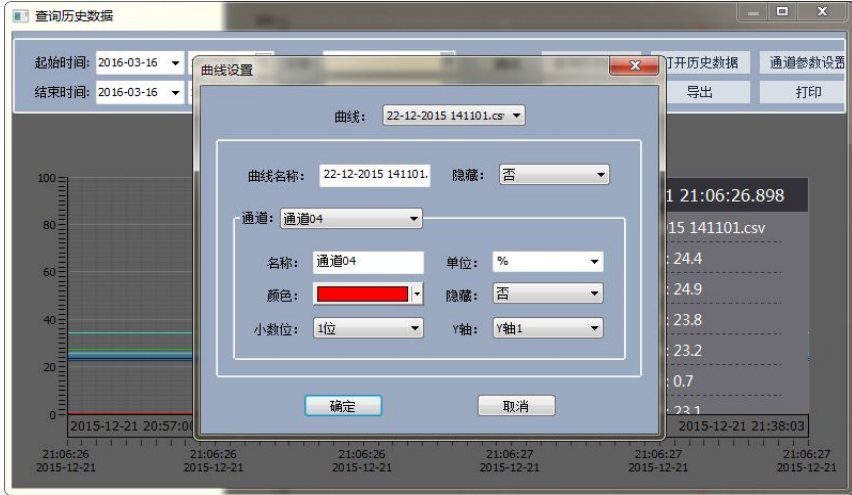 查询历史数据
起始时间: 2016-03-16
打开历史数据
通道参数设置
结束时间: 2016-03-16
导出
打印
曲线设置
曲线: 22-12-2015 141101.cs
曲线名称: 22-12-2015 141101.
隐藏: 否
通道: 通道04
名称: 通道04
单位: %
颜色:
隐藏: 否
小数位: 1位
Y轴: Y轴1
确定
取消
1 21:06:26.898
15 141101.csv
: 24.4
: 24.9
: 23.8
: 23.2
: 0.7
: 23.1
100
80
60
40
20
0
2015-12-21 20:57:0
2015-12-21 21:38:03
21:06:26 21:06:26 21:06:26 21:06:27 21:06:27 21:06:27
2015-12-21 2015-12-21 2015-12-21 2015-12-21 2015-12-21 2015-12-21